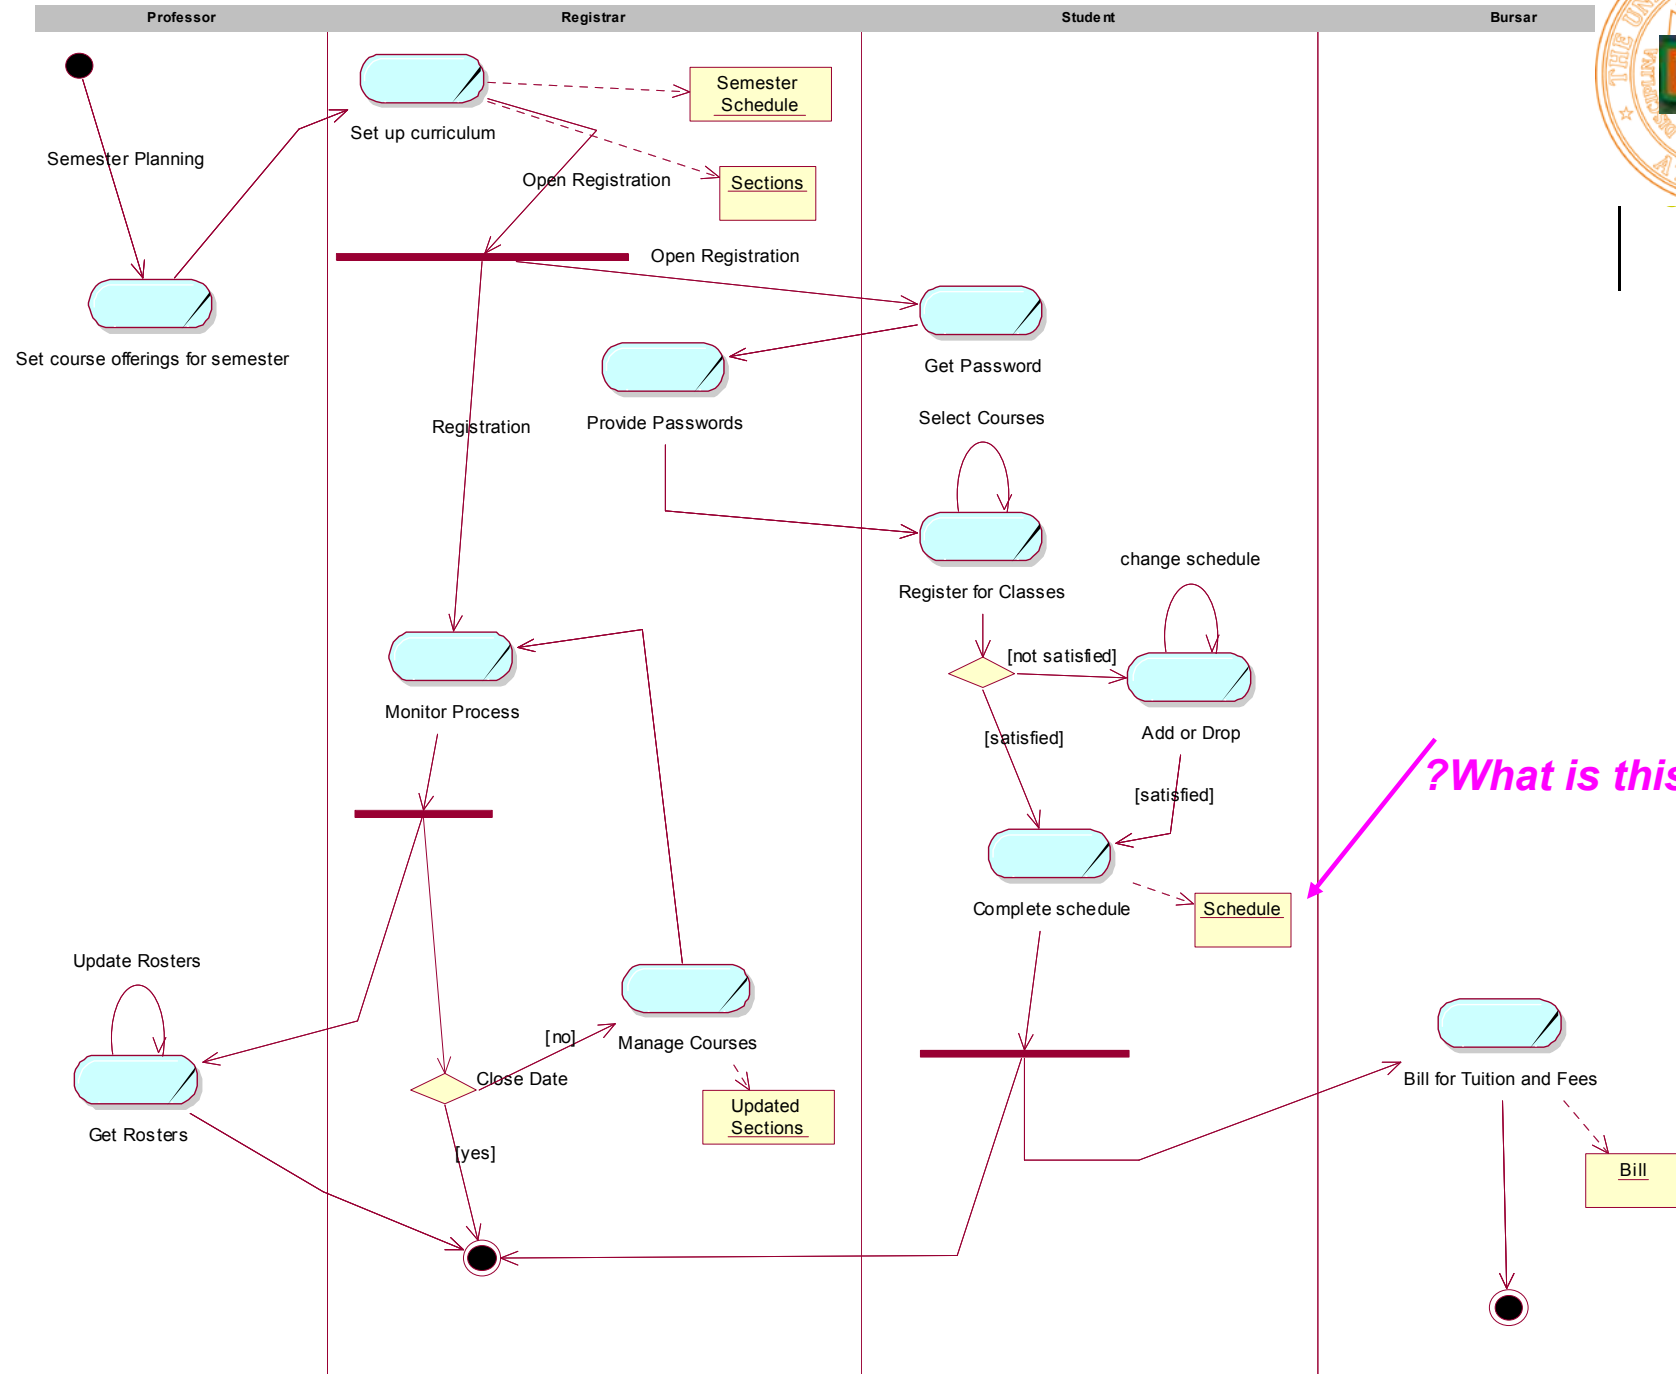 Professor
Registrar
Student
Bursar
THE UNI
DISCIPLINA
Semester
Schedule
Set up curriculum
Semester Planning
Open Registration
Sections
Open Registration
Set course offerings for semester
Get Password
Provide Passwords
Registration
Select Courses
change schedule
Register for Classes
[not satisfied]
Monitor Process
[satisfied]
Add or Drop
?What is this
[satisfied]
Complete schedule
Schedule
Update Rosters
[no]
Manage Courses
Close Date
Bill for Tuition and Fees
Updated
Sections
Get Rosters
[yes]
Bill